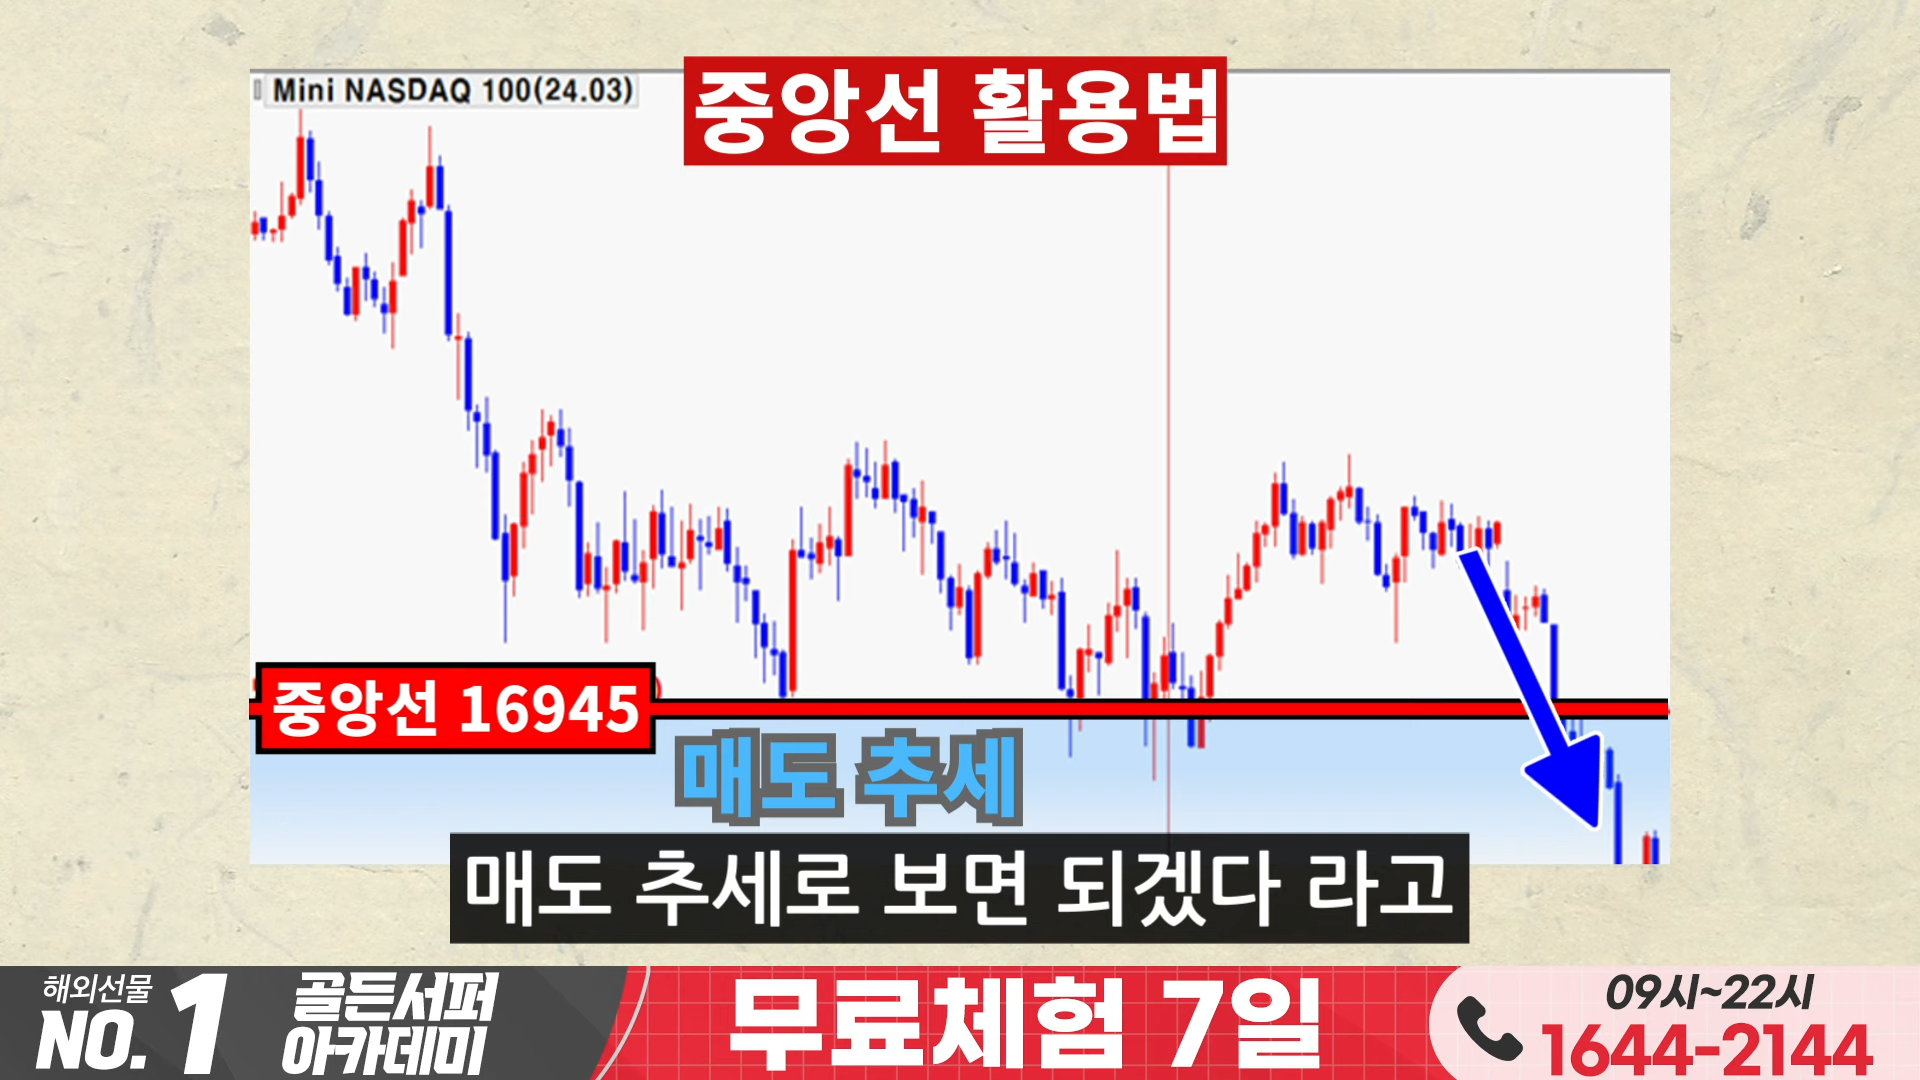 Mini NASDAQ 100(24.03)
중앙선 활용법
중앙선 16945
매도 추세
매도 추세로 보면 되겠다 라고
해외선물
NO. 1
골든서퍼
아카데미
무료체험 7일
09시~22시
1644-2144